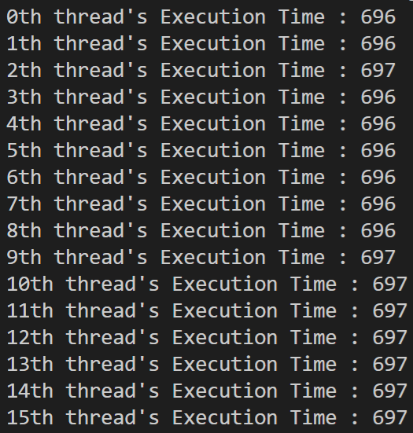 0th thread's Execution Time : 696
1th thread's Execution Time : 696
2th thread's Execution Time : 697
3th thread's Execution Time : 696
4th thread's Execution Time : 696
5th thread's Execution Time : 696
6th thread's Execution Time : 696
7th thread's Execution Time : 696
8th thread's Execution Time : 696
9th thread's Execution Time : 697
10th thread's Execution Time : 697
11th thread's Execution Time : 697
12th thread's Execution Time : 697
13th thread's Execution Time : 697
14th thread's Execution Time : 697
15th thread's Execution Time : 697